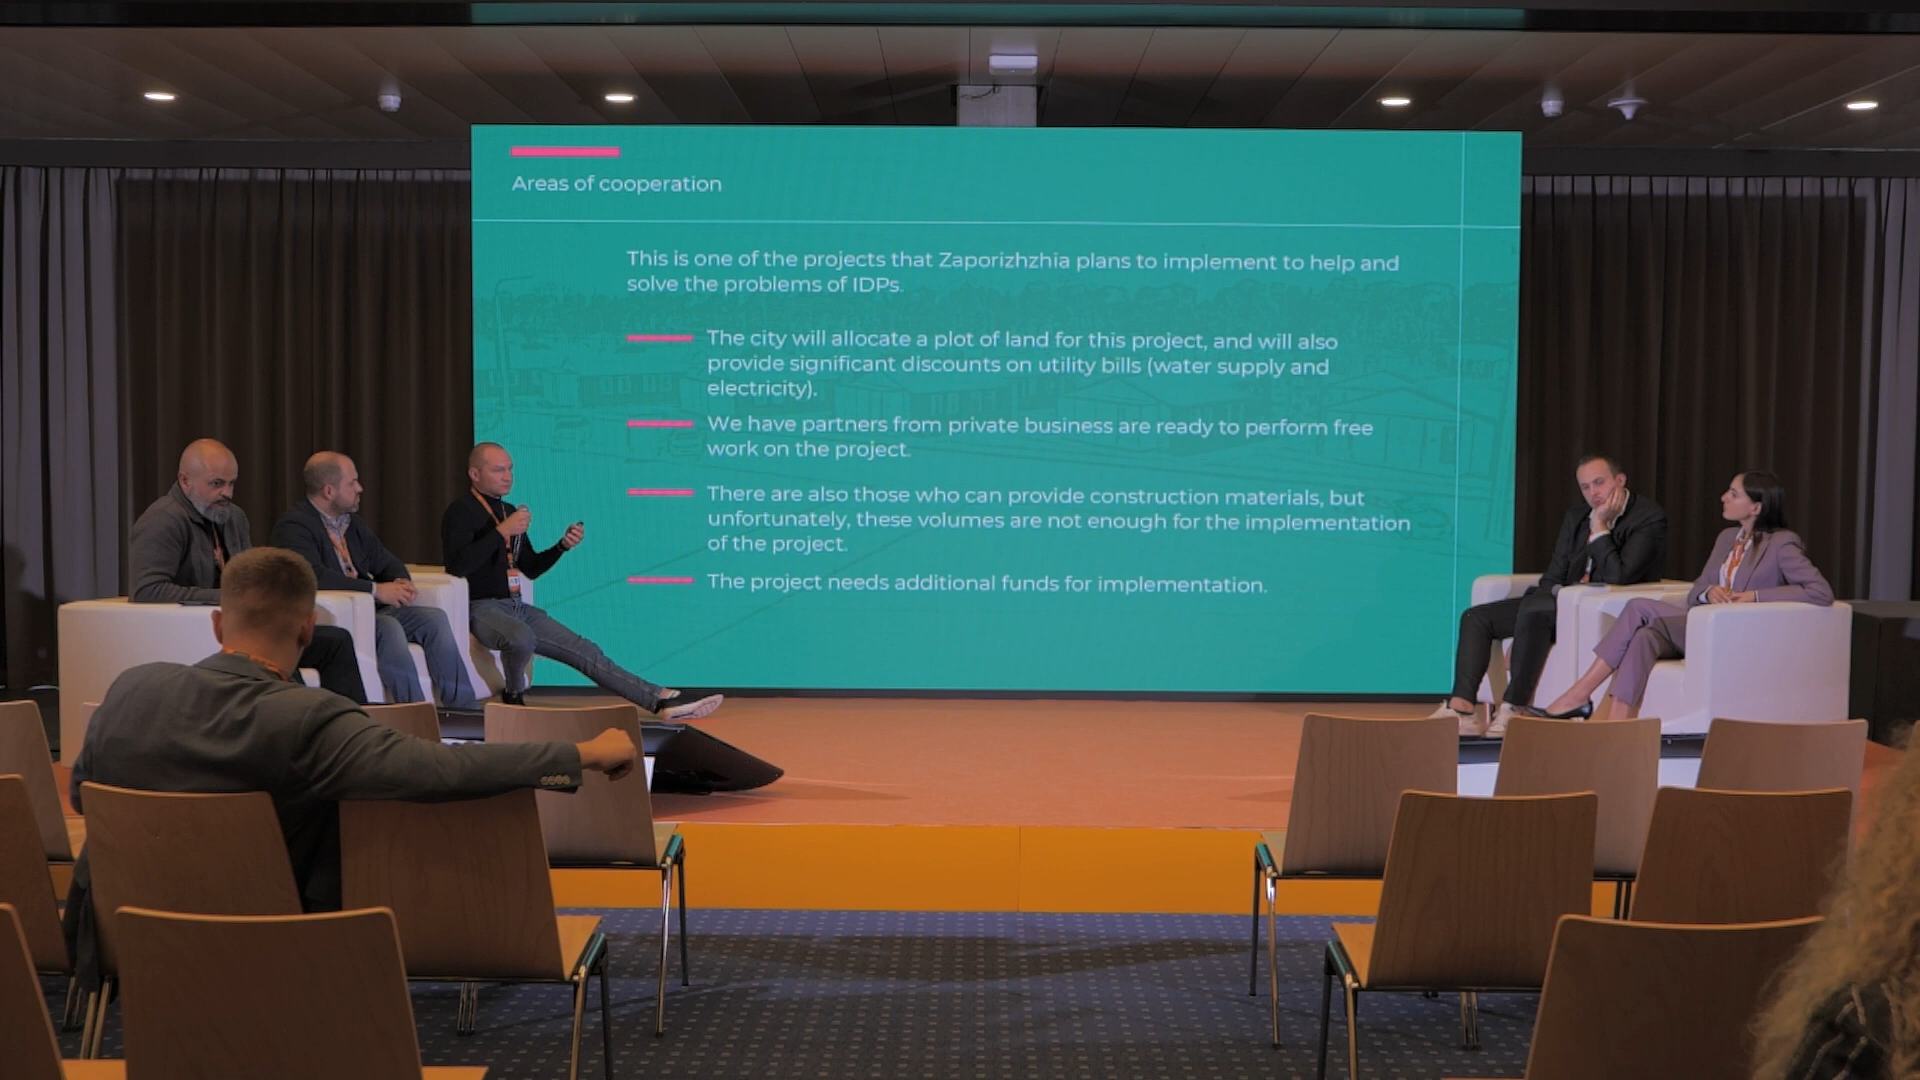 Areas of cooperation
This is one of the projects that Zaporizhzhia plans to implement to help and
solve the problems of IDPs.
The city will allocate a plot of land for this project, and will also
provide significant discounts on utility bills (water supply and
electricity).
We have partners from private business are ready to perform free
work on the project.
There are also those who can provide construction materials, but
unfortunately, these volumes are not enough for the implementation
of the project.
The project needs additional funds for implementation.